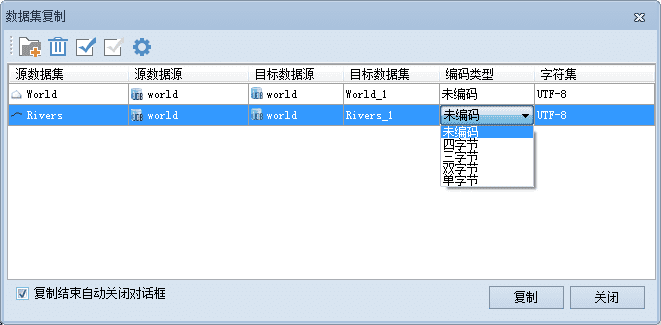 数据集复制
源数据集 源数据源 目标数据源 目标数据集 编码类型 字符集
World world world World_1 未编码 UTF-8
Rivers world world Rivers_1 未编码 UTF-8
未编码
四字节
三字节
双字节
单字节
复制结束自动关闭对话框 复制 关闭